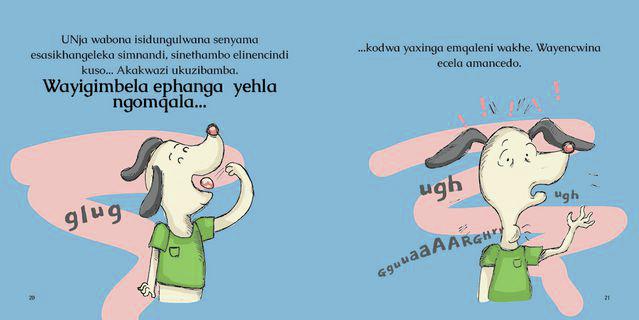 UNja wabona isidungulwana senyama
esasikhangeleka simnandi, sinethambo elinencindi
kuso... Akakwazi ukuzibamba.
Wayigimbela ephanga yehla
ngomqala...
glug
20
...kodwa yaxinga emqaleni wakhe. Wayencwina
ecela amancedo.
ugh
ugh
GguuaaAARGHrr
21